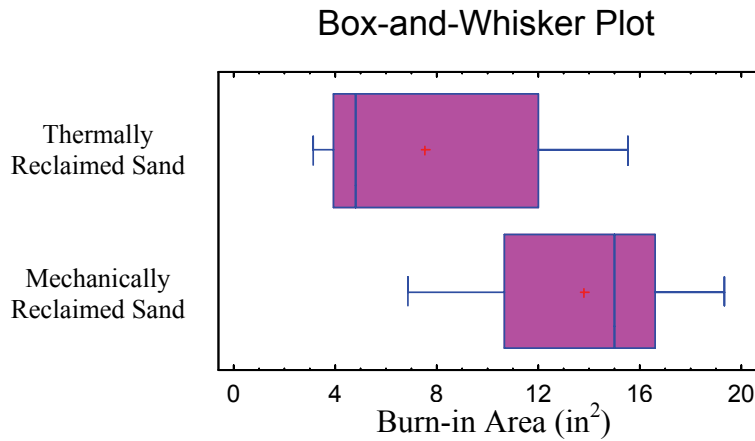 Box-and-Whisker Plot
Thermally
Reclaimed Sand
Mechanically
Reclaimed Sand
0 4 8 12 16 20
Burn-in Area (in²)